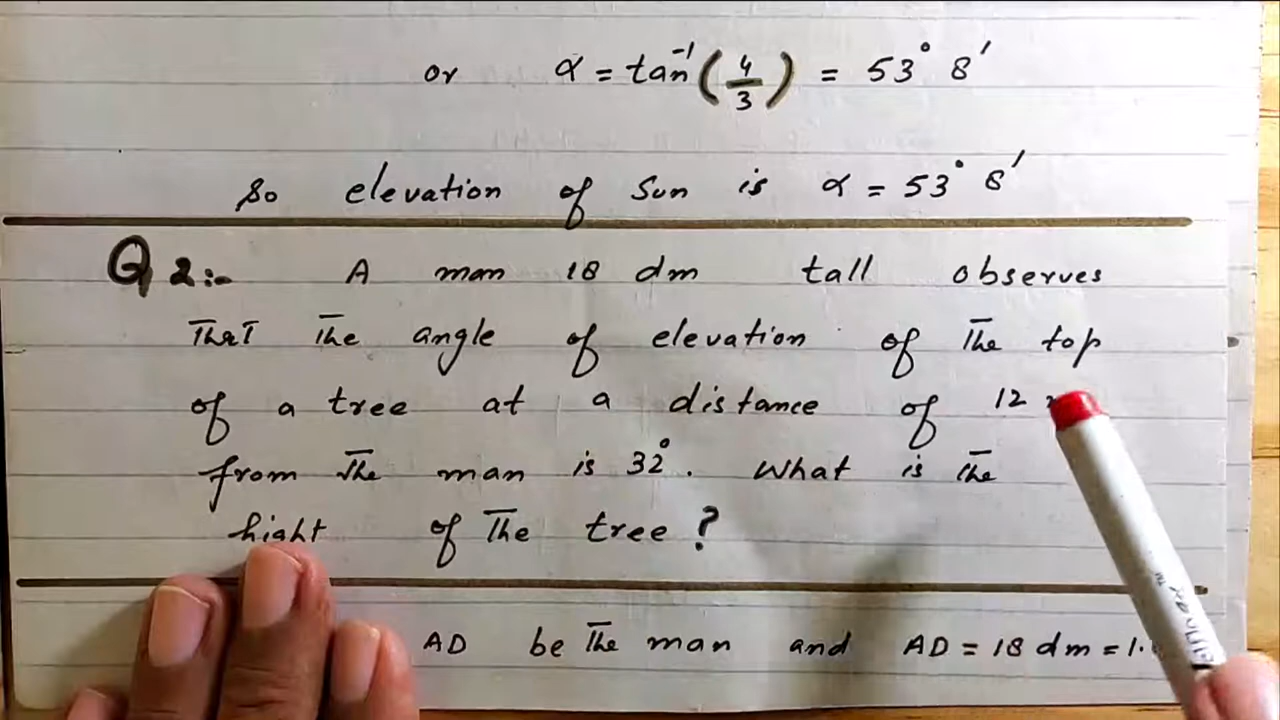 or α = tan⁻¹(4/3) = 53° 8′
So elevation of Sun is α = 53° 8′
Q 2:- A man 18 dm tall observes
That The angle of elevation of The top
of a tree at a distance of 12
from The man is 32°. What is The
hight of The tree ?
AD be The man and AD = 18 dm = 1.